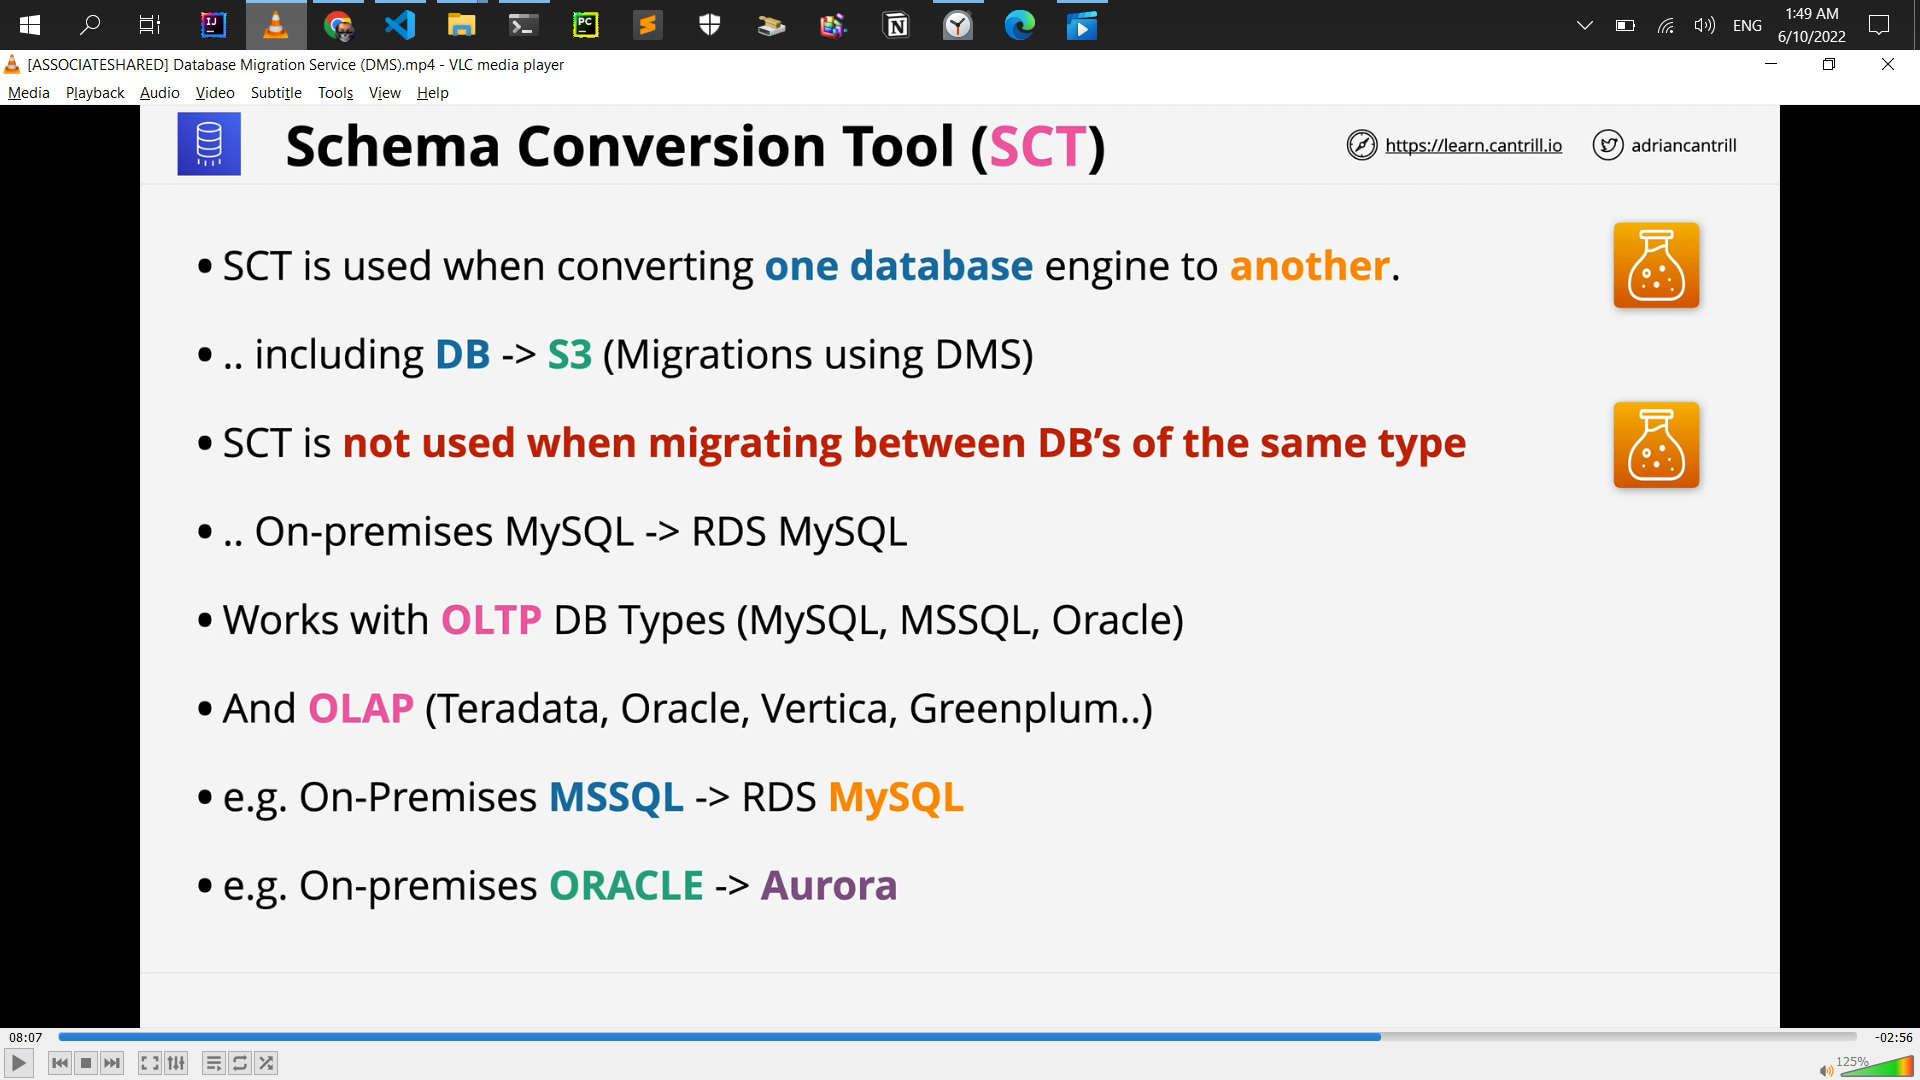 IJ
PC
N
ENG
1:49 AM
6/10/2022
[ASSOCIATESHARED] Database Migration Service (DMS).mp4 - VLC media player
Media Playback Audio Video Subtitle Tools View Help
Schema Conversion Tool (SCT)
https://learn.cantrill.io
adriancantrill
• SCT is used when converting one database engine to another.
• .. including DB -> S3 (Migrations using DMS)
• SCT is not used when migrating between DB’s of the same type
• .. On-premises MySQL -> RDS MySQL
• Works with OLTP DB Types (MySQL, MSSQL, Oracle)
• And OLAP (Teradata, Oracle, Vertica, Greenplum..)
• e.g. On-Premises MSSQL -> RDS MySQL
• e.g. On-premises ORACLE -> Aurora
08:07
-02:56
125%